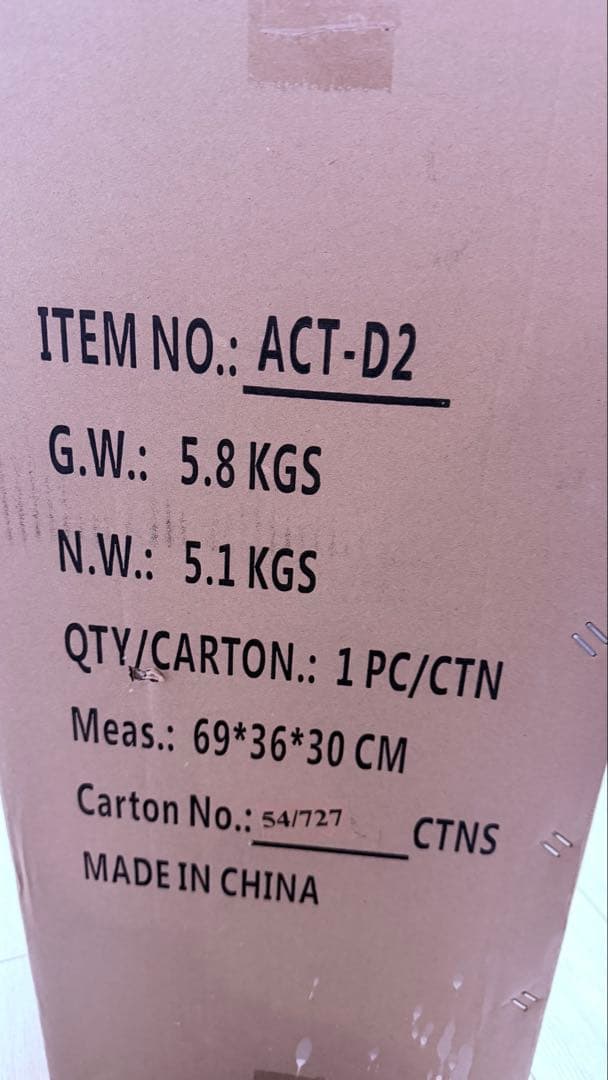 ITEM NO.: ACT-D2
G.W.: 5.8 KGS
N.W.: 5.1 KGS
QTY/CARTON.: 1 PC/CTN
Meas.: 69*36*30 CM
Carton No.: 54/727 CTNS
MADE IN CHINA